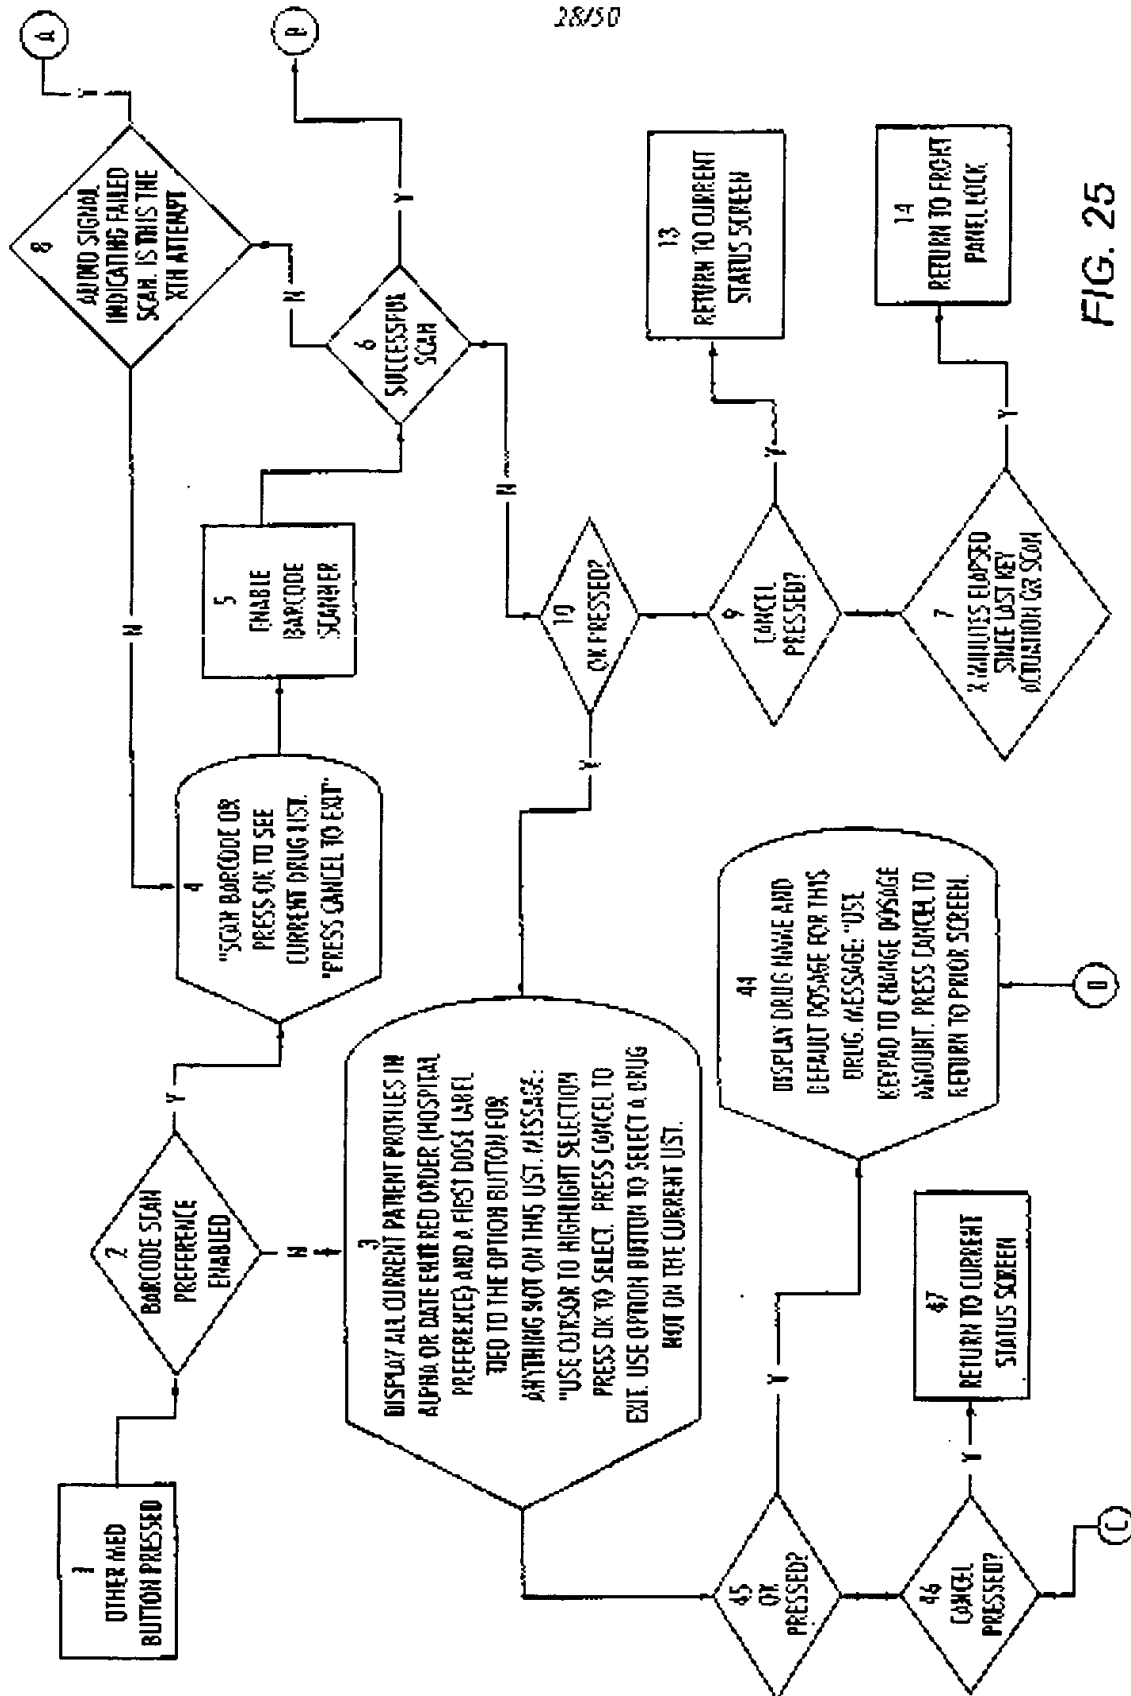 28/50
1
OTHER MED
BUTTON PRESSED
2
BARCODE SCAN
PREFERENCE
ENABLED
Y
N
4
"SCAN BARCODE OR
PRESS OK TO SEE
CURRENT DRUG LIST.
"PRESS CANCEL TO EXIT"
5
ENABLE
BARCODE
SCANNER
N
8
AUDIO SIGNAL
INDICATING FAILED
SCAN. IS THIS THE
XTH ATTEMPT
Y
A
N
6
SUCCESSFUL
SCAN
Y
B
N
3
DISPLAY ALL CURRENT PATIENT PROFILES IN
ALPHA OR DATE ENTERED ORDER (HOSPITAL
PREFERENCE) AND A FIRST DOSE LABEL
TIED TO THE OPTION BUTTON FOR
ANYTHING NOT ON THIS LIST. MESSAGE:
"USE CURSOR TO HIGHLIGHT SELECTION
PRESS OK TO SELECT. PRESS CANCEL TO
EXIT. USE OPTION BUTTON TO SELECT A DRUG
NOT ON THE CURRENT LIST.
Y
10
OK PRESSED?
9
CANCEL
PRESSED?
Y
13
RETURN TO CURRENT
STATUS SCREEN
7
X MINUTES ELAPSED
SINCE LAST KEY
ACTUATION OR SCAN
Y
14
RETURN TO FRONT
PANEL LOCK
45
OK
PRESSED?
Y
44
DISPLAY DRUG NAME AND
DEFAULT DOSAGE FOR THIS
DRUG. MESSAGE: "USE
KEYPAD TO CHANGE DOSAGE
AMOUNT. PRESS CANCEL TO
RETURN TO PRIOR SCREEN.
D
46
CANCEL
PRESSED?
Y
47
RETURN TO CURRENT
STATUS SCREEN
C
FIG. 25